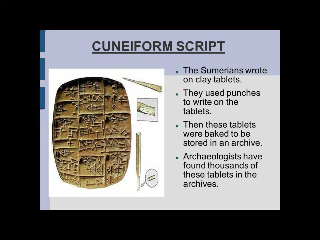 CUNEIFORM SCRIPT
The Sumerians wrote
on clay tablets.
They used punches
to write on the
tablets.
Then these tablets
were baked to be
stored in an archive.
Archaeologists have
found thousands of
these tablets in the
archives.